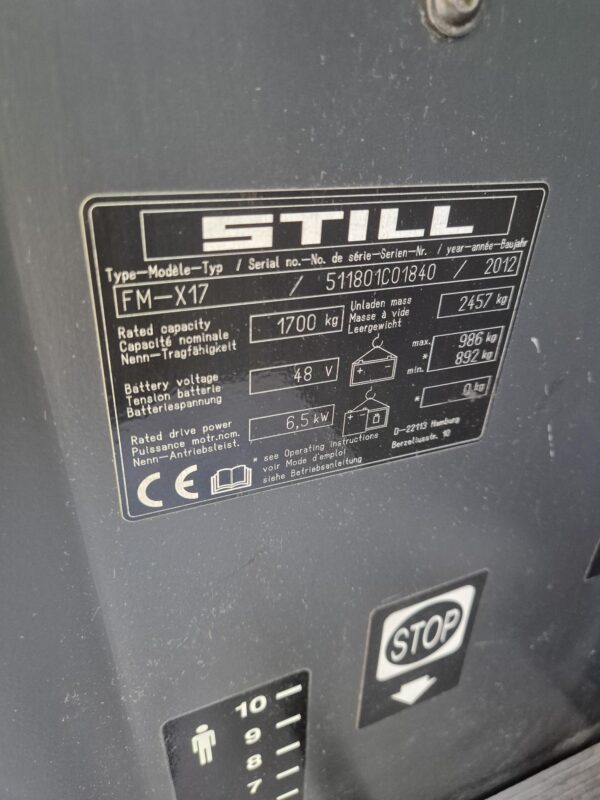 STILL
Type-Modèle-Typ / Serial no.-No. de série-Serien-Nr. / year-année-Baujahr
FM-X17 / 511801C01840 / 2012
Rated capacity
Capacité nominale
Nenn-Tragfähigkeit
1700 kg
Unladen mass
Masse à vide
Leergewicht
2457 kg
Battery voltage
Tension batterie
Batteriespannung
48 V
+ -
max. 986 kg
*
min. 892 kg
Rated drive power
Puissance motr.nom.
Nenn-Antriebsleist.
6,5 kW
+ -
* 0 kg
* see Operating instructions
voir Mode d'emploi
siehe Betriebsanleitung
D-22113 Hamburg
Berzeliusstr. 10
CE
STOP
10
9
8
7